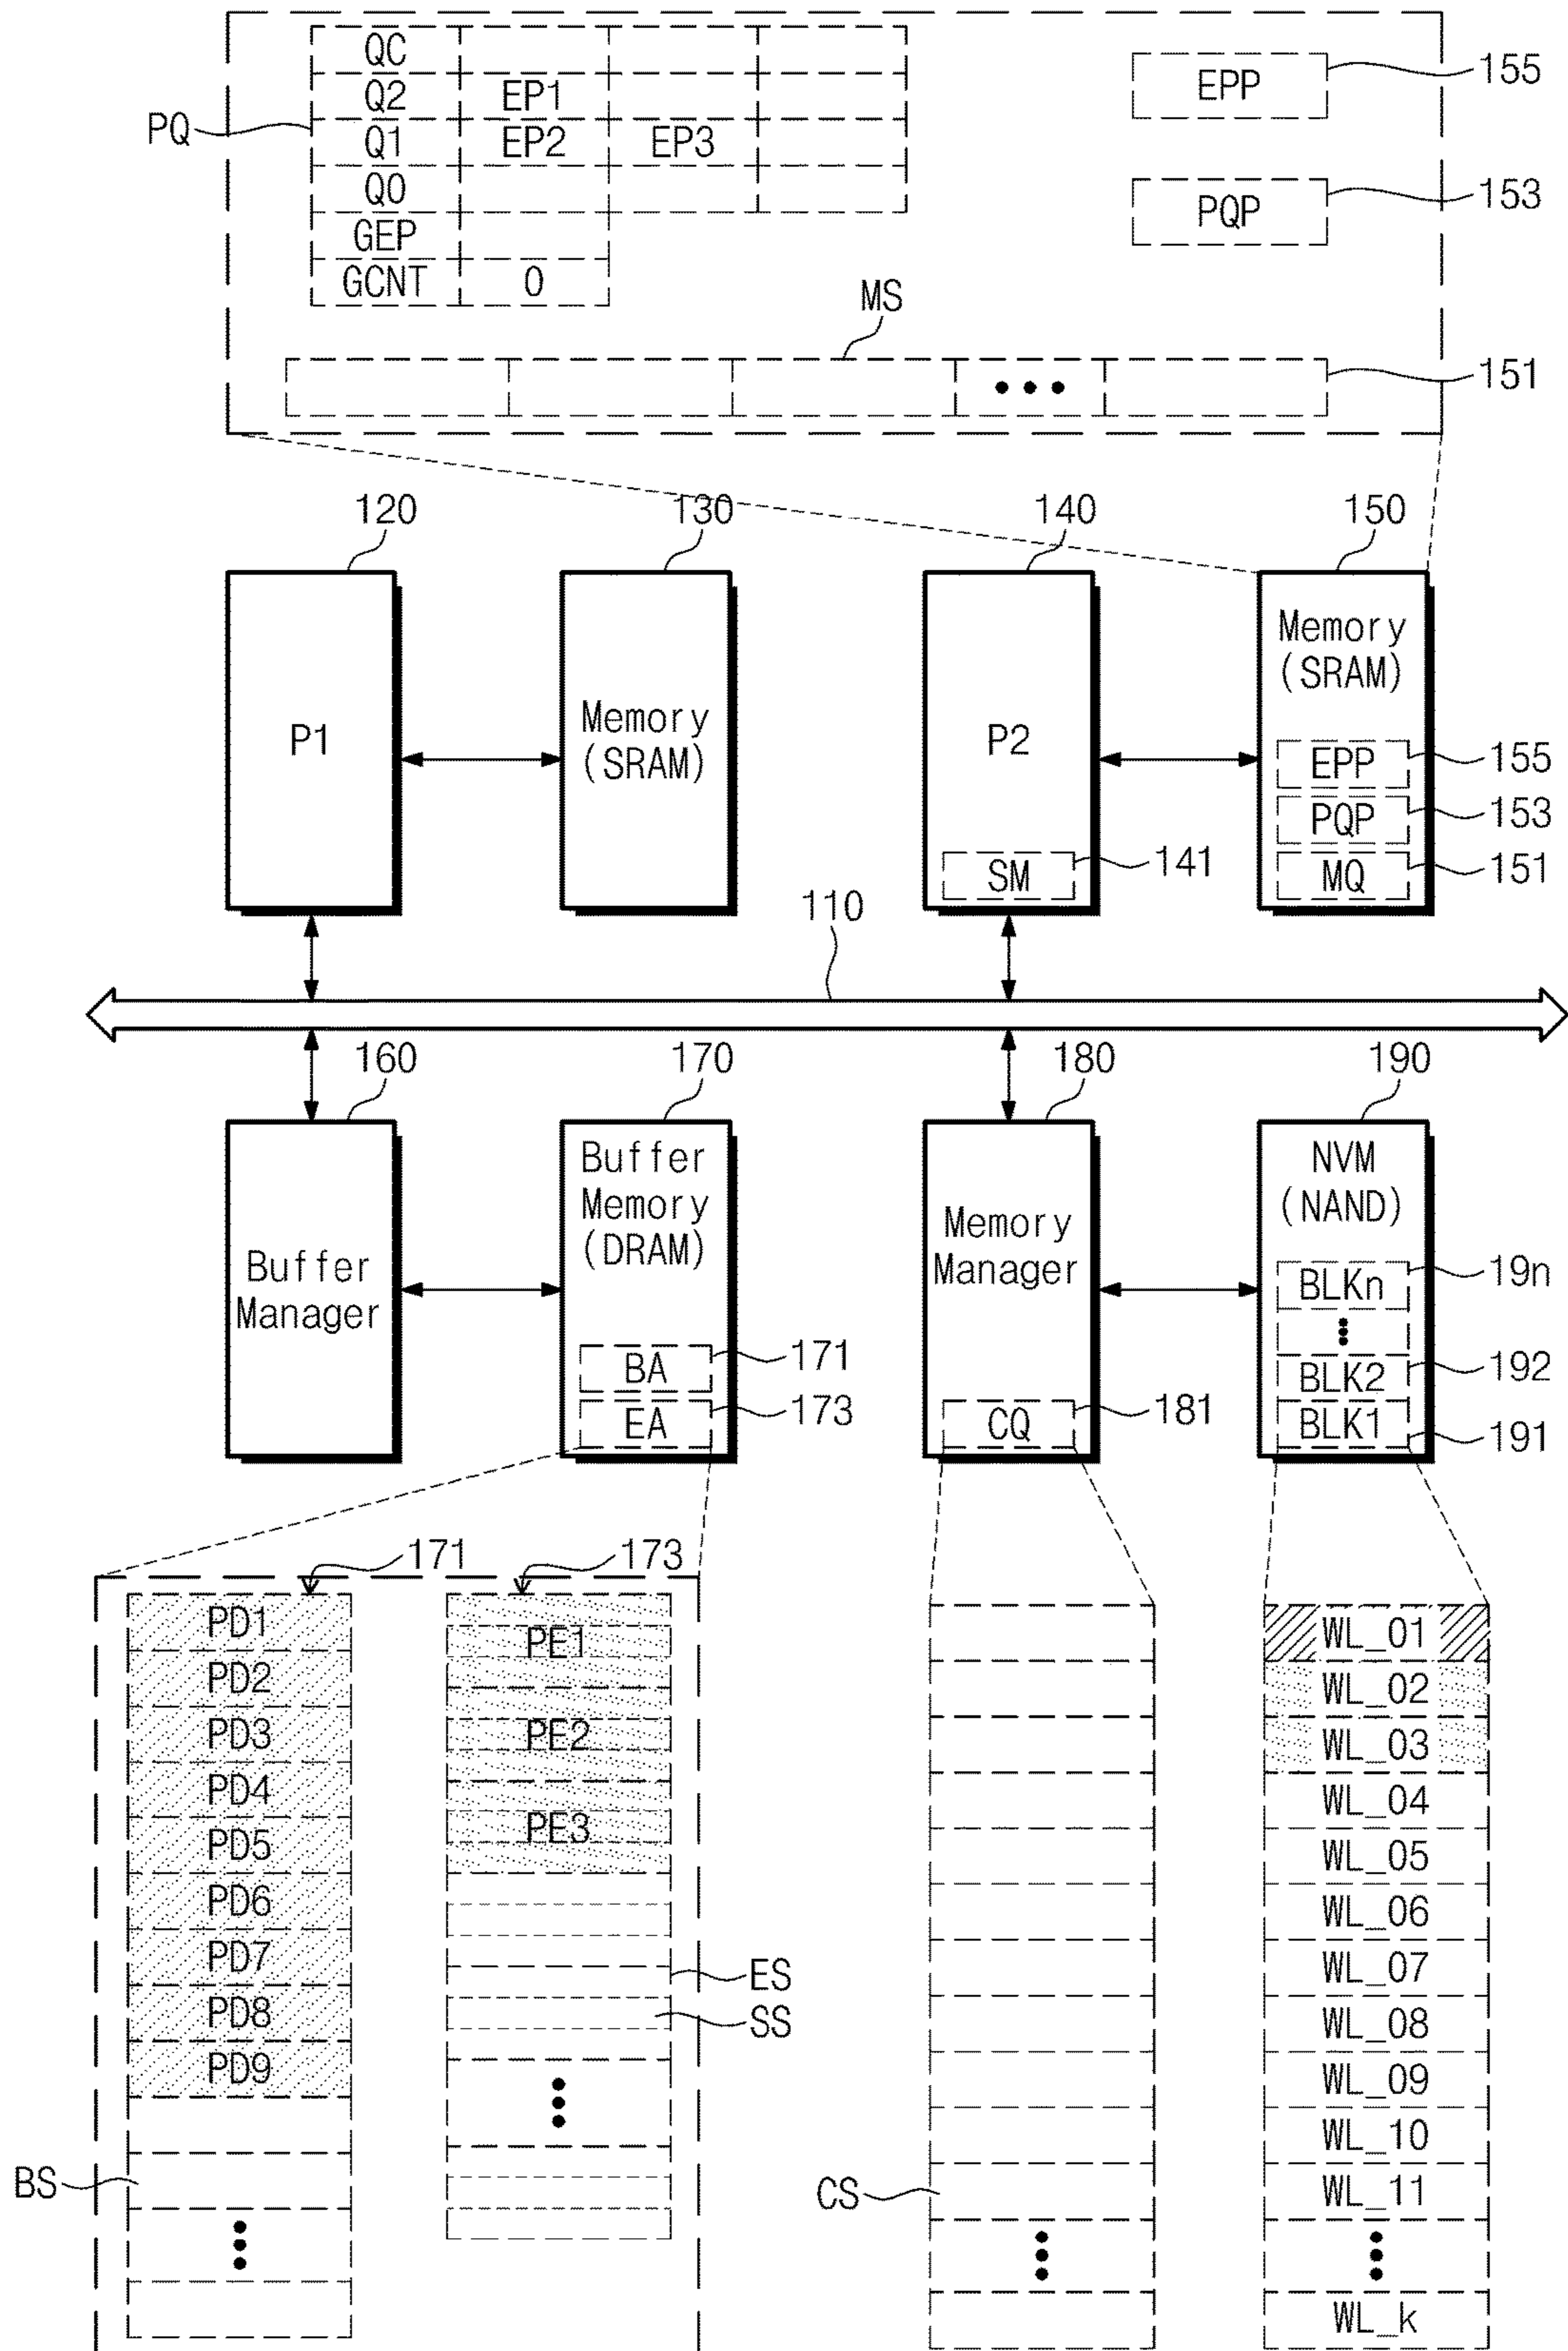 QC
Q2 EP1
EPP 155
PQ Q1 EP2 EP3
Q0
PQP 153
GEP
GCNT 0
MS
151
120 130 140 150
P1
Memory
(SRAM)
P2
SM 141
Memory
(SRAM)
EPP 155
PQP 153
MQ 151
110
160 170 180 190
Buffer
Manager
Buffer
Memory
(DRAM)
BA 171
EA 173
Memory
Manager
CQ 181
NVM
(NAND)
BLKn 19n
BLK2 192
BLK1 191
171
PD1
PD2
PD3
PD4
PD5
PD6
PD7
PD8
PD9
BS
173
PE1
PE2
PE3
ES
SS
CS
WL_01
WL_02
WL_03
WL_04
WL_05
WL_06
WL_07
WL_08
WL_09
WL_10
WL_11
WL_k